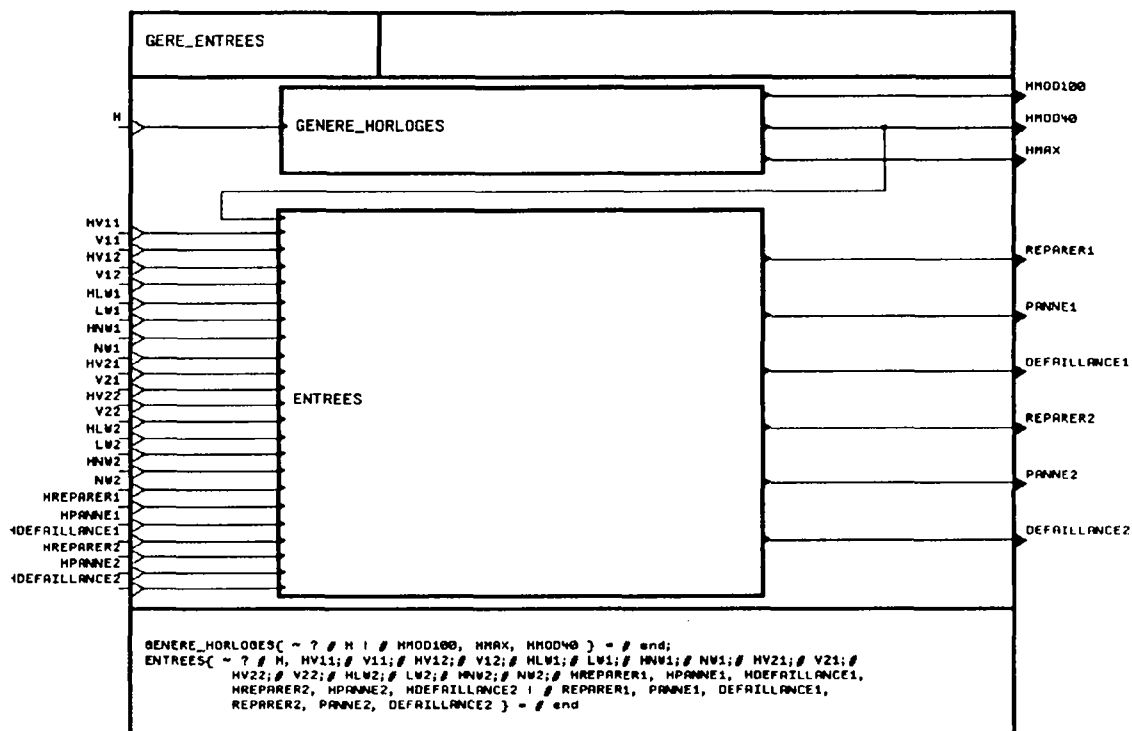 GERE_ENTREES
HMOD100
H
GENERE_HORLOGES
HMOD40
HMAX
HV11
V11
HV12
V12
HLW1
LW1
HNW1
NW1
HV21
V21
HV22
V22
HLW2
LW2
HNW2
NW2
HREPARER1
HPANNE1
HDEFAILLANCE1
HREPARER2
HPANNE2
HDEFAILLANCE2
ENTREES
REPARER1
PANNE1
DEFAILLANCE1
REPARER2
PANNE2
DEFAILLANCE2
GENERE_HORLOGES{ ~ ? # H ! # HMOD100, HMAX, HMOD40 } = # end;
ENTREES{ ~ ? # H, HV11;# V11;# HV12;# V12;# HLW1;# LW1;# HNW1;# NW1;# HV21;# V21;#
HV22;# V22;# HLW2;# LW2;# HNW2;# NW2;# HREPARER1, HPANNE1, HDEFAILLANCE1,
HREPARER2, HPANNE2, HDEFAILLANCE2 ! # REPARER1, PANNE1, DEFAILLANCE1,
REPARER2, PANNE2, DEFAILLANCE2 } = # end